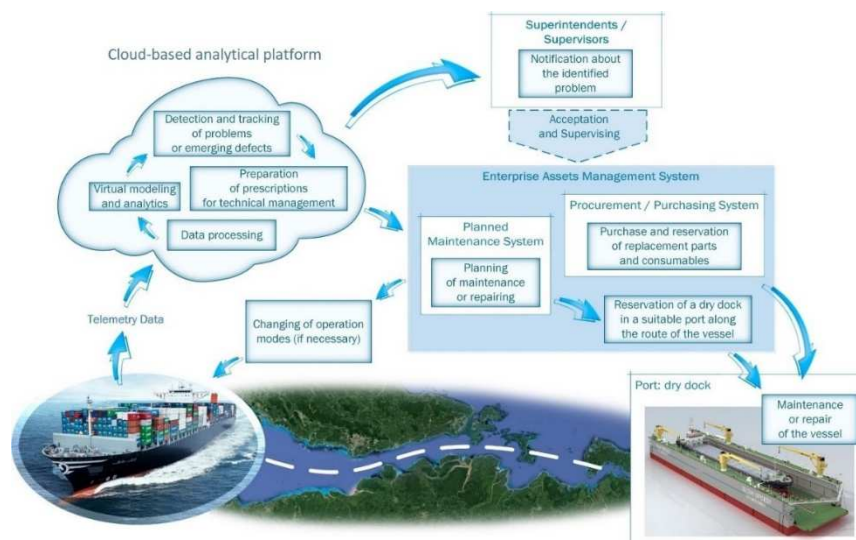 Cloud-based analytical platform
Detection and tracking
of problems
or emerging defects
Virtual modeling
and analytics
Preparation
of prescriptions
for technical management
Data processing
Telemetry Data
Superintendents /
Supervisors
Notification about
the identified
problem
Acceptation
and Supervising
Enterprise Assets Management System
Planned
Maintenance System
Planning
of maintenance
or repairing
Procurement / Purchasing System
Purchase and reservation
of replacement parts
and consumables
Reservation of a dry dock
in a suitable port along
the route of the vessel
Changing of operation
modes (if necessary)
Port: dry dock
Maintenance
or repair
of the vessel